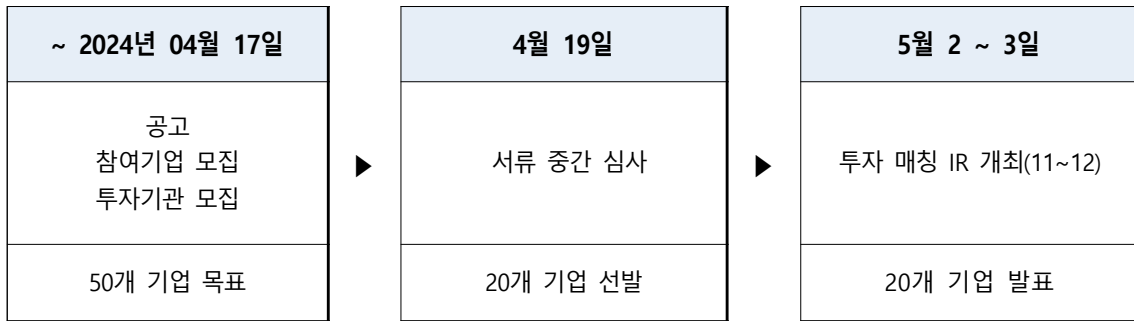 ~ 2024년 04월 17일
공고
참여기업 모집
투자기관 모집
50개 기업 목표
▶
4월 19일
서류 중간 심사
20개 기업 선발
▶
5월 2 ~ 3일
투자 매칭 IR 개최(11~12)
20개 기업 발표